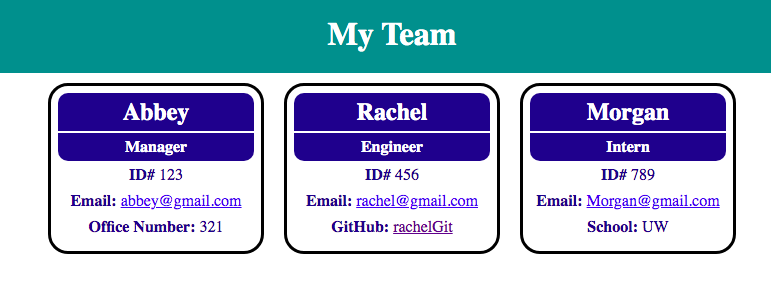 My Team
Abbey
Manager
ID# 123
Email: abbey@gmail.com
Office Number: 321
Rachel
Engineer
ID# 456
Email: rachel@gmail.com
GitHub: rachelGit
Morgan
Intern
ID# 789
Email: Morgan@gmail.com
School: UW